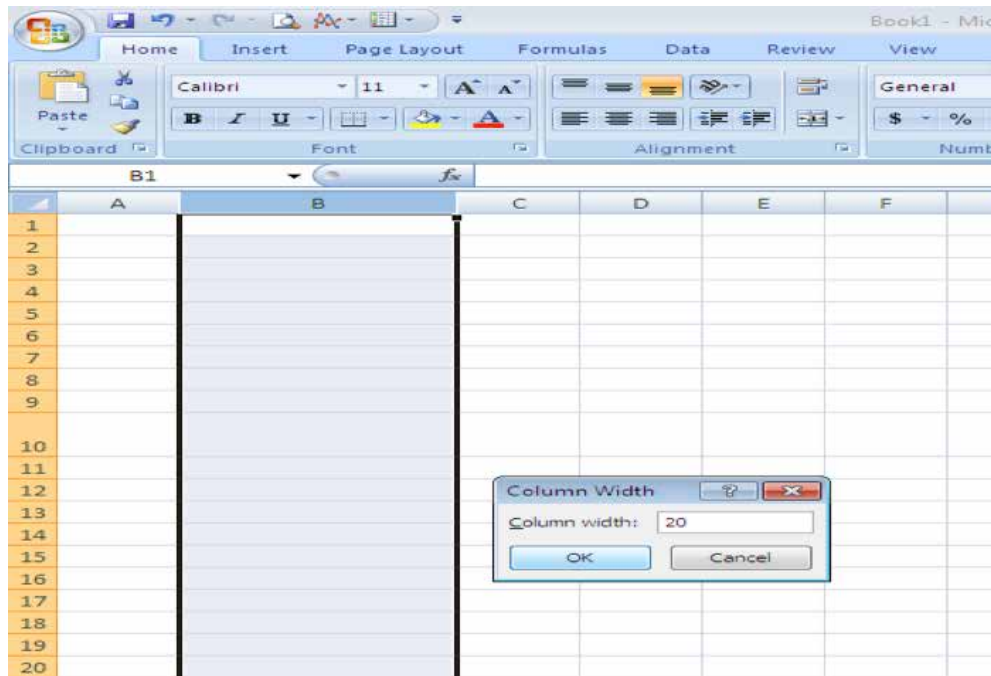 Book1 - Mic
Home Insert Page Layout Formulas Data Review View
Paste Calibri 11 A A General
B I U A $ %
Clipboard Font Alignment Numb
B1 fx
A B C D E F
1
2
3
4
5
6
7
8
9
10
11
12
13
14
15
16
17
18
19
20
Column Width ?
Column width: 20
OK Cancel